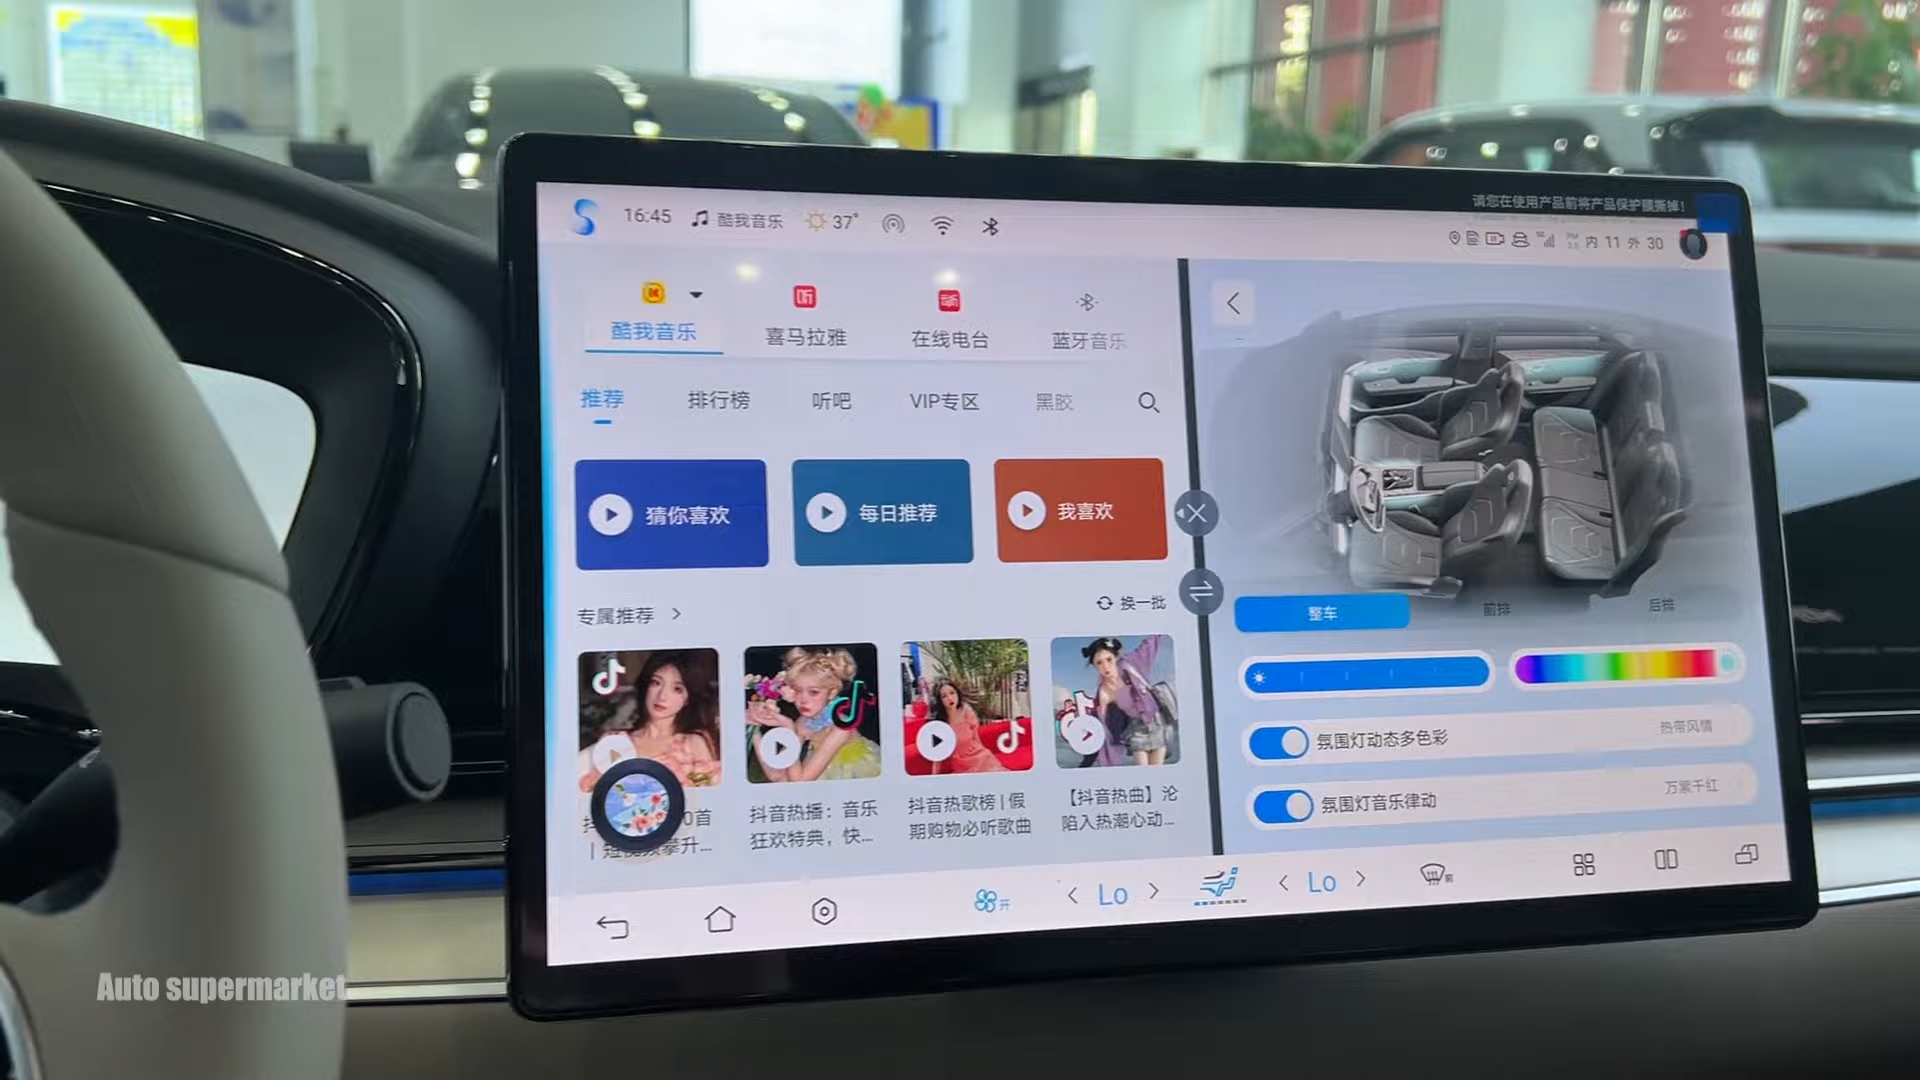 请您在使用产品前将产品保护膜撕掉!
16:45 酷我音乐 37°
内 11 外 30
酷我音乐 喜马拉雅 在线电台 蓝牙音乐
推荐 排行榜 听吧 VIP专区 黑胶
猜你喜欢 每日推荐 我喜欢
专属推荐 换一批
整车 前排 后排
氛围灯动态多色彩 热带风情
氛围灯音乐律动 万紫千红
抖音热播：音乐
狂欢特典，快...
抖音热歌榜 | 假
期购物必听歌曲
【抖音热曲】沦
陷入热潮心动...
0首
开 Lo Lo 前
Auto supermarket